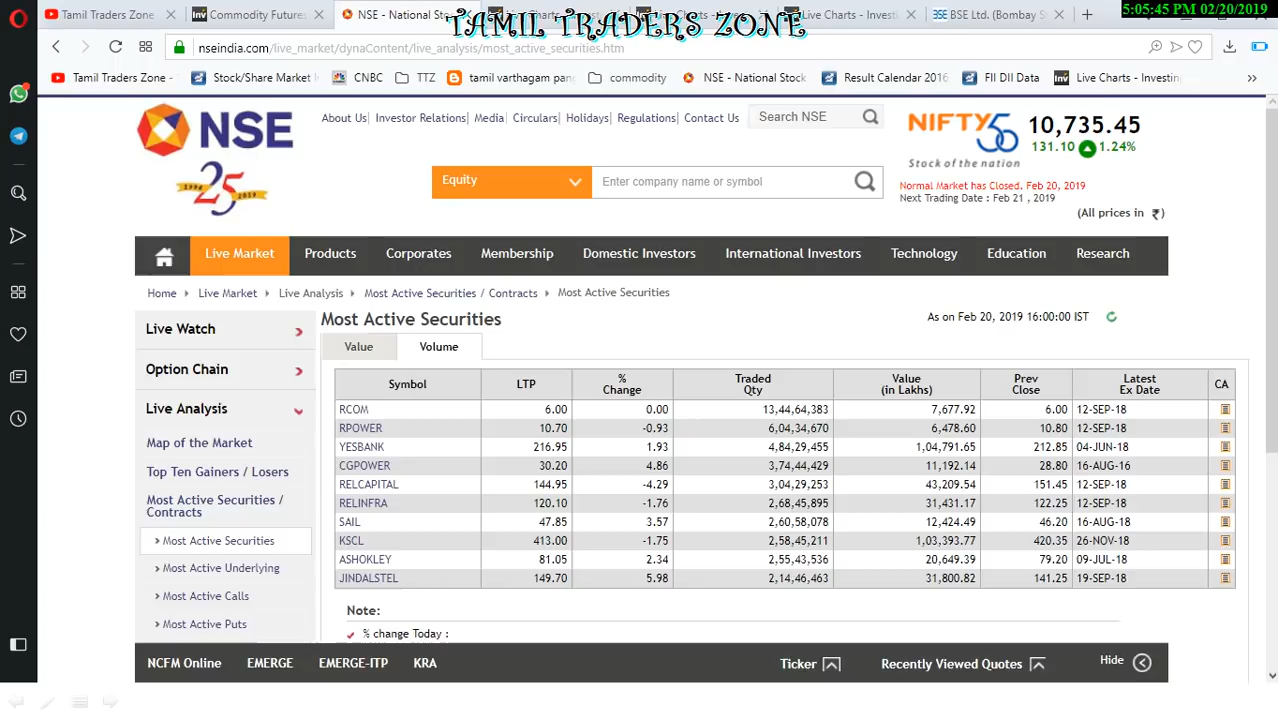 5:05:45 PM 02/20/2019
TAMIL TRADERS ZONE
Tamil Traders Zone
Commodity Futures
NSE - National Sto
Live Charts - Investi
BSE Ltd. (Bombay S
nseindia.com/live_market/dynaContent/live_analysis/most_active_securities.htm
Tamil Traders Zone -
Stock/Share Market
CNBC
TTZ
tamil varthagam pan
commodity
NSE - National Stock
Result Calendar 2016
FII DII Data
Live Charts - Investin
NSE
About Us| Investor Relations| Media| Circulars| Holidays| Regulations| Contact Us
Search NSE
NIFTY50
Stock of the nation
10,735.45
131.10 1.24%
1994 25 2019
Equity
Enter company name or symbol
Normal Market has Closed. Feb 20, 2019
Next Trading Date : Feb 21 , 2019
(All prices in ₹)
Live Market Products Corporates Membership Domestic Investors International Investors Technology Education Research
Home Live Market Live Analysis Most Active Securities / Contracts Most Active Securities
Live Watch
Option Chain
Live Analysis
Map of the Market
Top Ten Gainers / Losers
Most Active Securities /
Contracts
Most Active Securities
Most Active Underlying
Most Active Calls
Most Active Puts
Most Active Securities
As on Feb 20, 2019 16:00:00 IST
Value Volume
Symbol LTP % Change Traded Qty Value (in Lakhs) Prev Close Latest Ex Date CA
RCOM 6.00 0.00 13,44,64,383 7,677.92 6.00 12-SEP-18
RPOWER 10.70 -0.93 6,04,34,670 6,478.60 10.80 12-SEP-18
YESBANK 216.95 1.93 4,84,29,455 1,04,791.65 212.85 04-JUN-18
CGPOWER 30.20 4.86 3,74,44,429 11,192.14 28.80 16-AUG-16
RELCAPITAL 144.95 -4.29 3,04,29,253 43,209.54 151.45 12-SEP-18
RELINFRA 120.10 -1.76 2,68,45,895 31,431.17 122.25 12-SEP-18
SAIL 47.85 3.57 2,60,58,078 12,424.49 46.20 16-AUG-18
KSCL 413.00 -1.75 2,58,45,211 1,03,393.77 420.35 26-NOV-18
ASHOKLEY 81.05 2.34 2,55,43,536 20,649.39 79.20 09-JUL-18
JINDALSTEL 149.70 5.98 2,14,46,463 31,800.82 141.25 19-SEP-18
Note:
% change Today :
NCFM Online EMERGE EMERGE-ITP KRA
Ticker Recently Viewed Quotes Hide